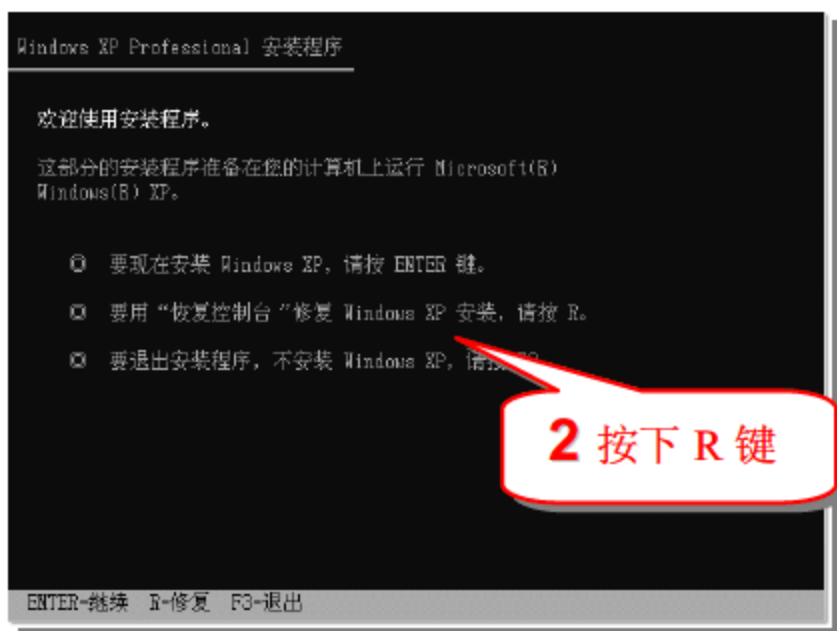 Windows XP Professional 安装程序
欢迎使用安装程序。
这部分的安装程序准备在您的计算机上运行 Microsoft(R)
Windows(R) XP。
◎ 要现在安装 Windows XP，请按 ENTER 键。
◎ 要用“恢复控制台”修复 Windows XP 安装，请按 R。
◎ 要退出安装程序，不安装 Windows XP，请按
2 按下 R 键
ENTER=继续 R=修复 F3=退出